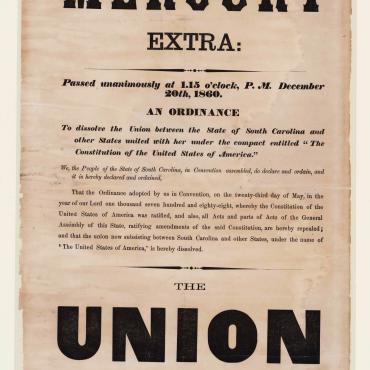 MERCURY
EXTRA:
Passed unanimously at 1.15 o'clock, P. M. December
20th, 1860.
AN ORDINANCE
To dissolve the Union between the State of South Carolina and
other States united with her under the compact entitled "The
Constitution of the United States of America."
We, the People of the State of South Carolina, in Convention assembled, do declare and ordain, and
it is hereby declared and ordained,
That the Ordinance adopted by us in Convention, on the twenty-third day of May, in the
year of our Lord one thousand seven hundred and eighty-eight, whereby the Constitution of the
United States of America was ratified, and also, all Acts and parts of Acts of the General
Assembly of this State, ratifying amendments of the said Constitution, are hereby repealed;
and that the union now subsisting between South Carolina and other States, under the name of
"The United States of America," is hereby dissolved.
THE
UNION